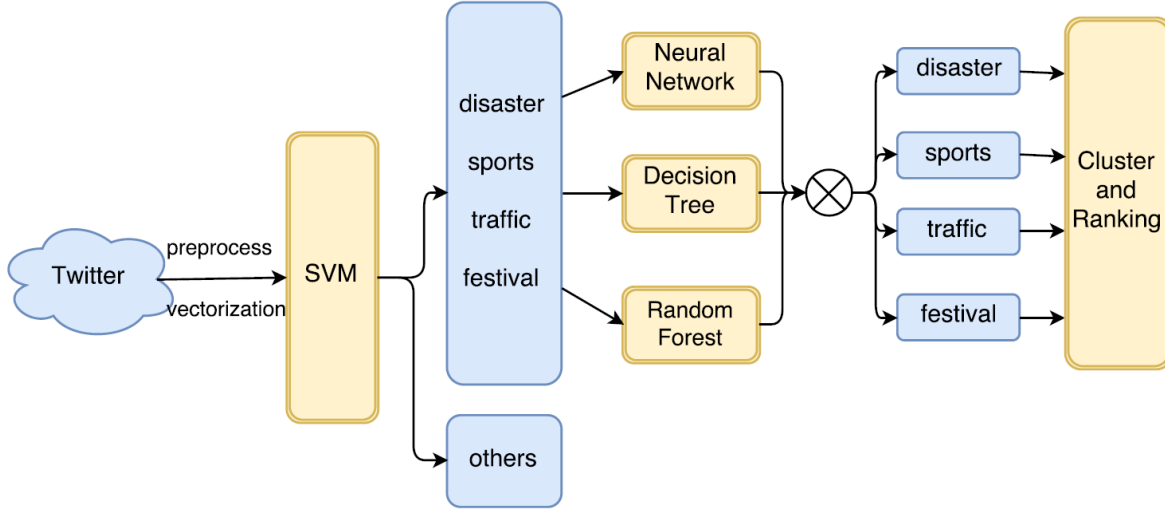 Twitter
preprocess
vectorization
SVM
disaster
sports
traffic
festival
others
Neural
Network
Decision
Tree
Random
Forest
disaster
sports
traffic
festival
Cluster
and
Ranking